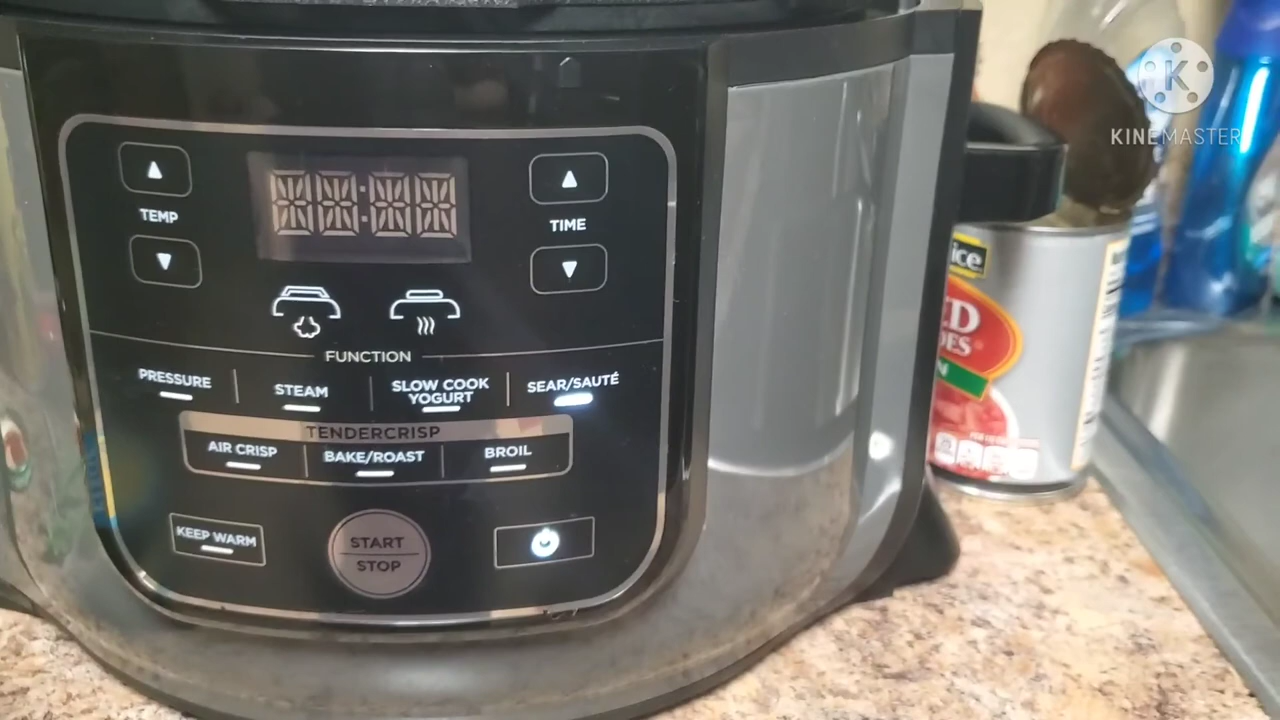 KINEMASTER
TEMP
TIME
FUNCTION
PRESSURE
STEAM
SLOW COOK
YOGURT
SEAR/SAUTÉ
TENDERCRISP
AIR CRISP
BAKE/ROAST
BROIL
KEEP WARM
START
STOP
ice